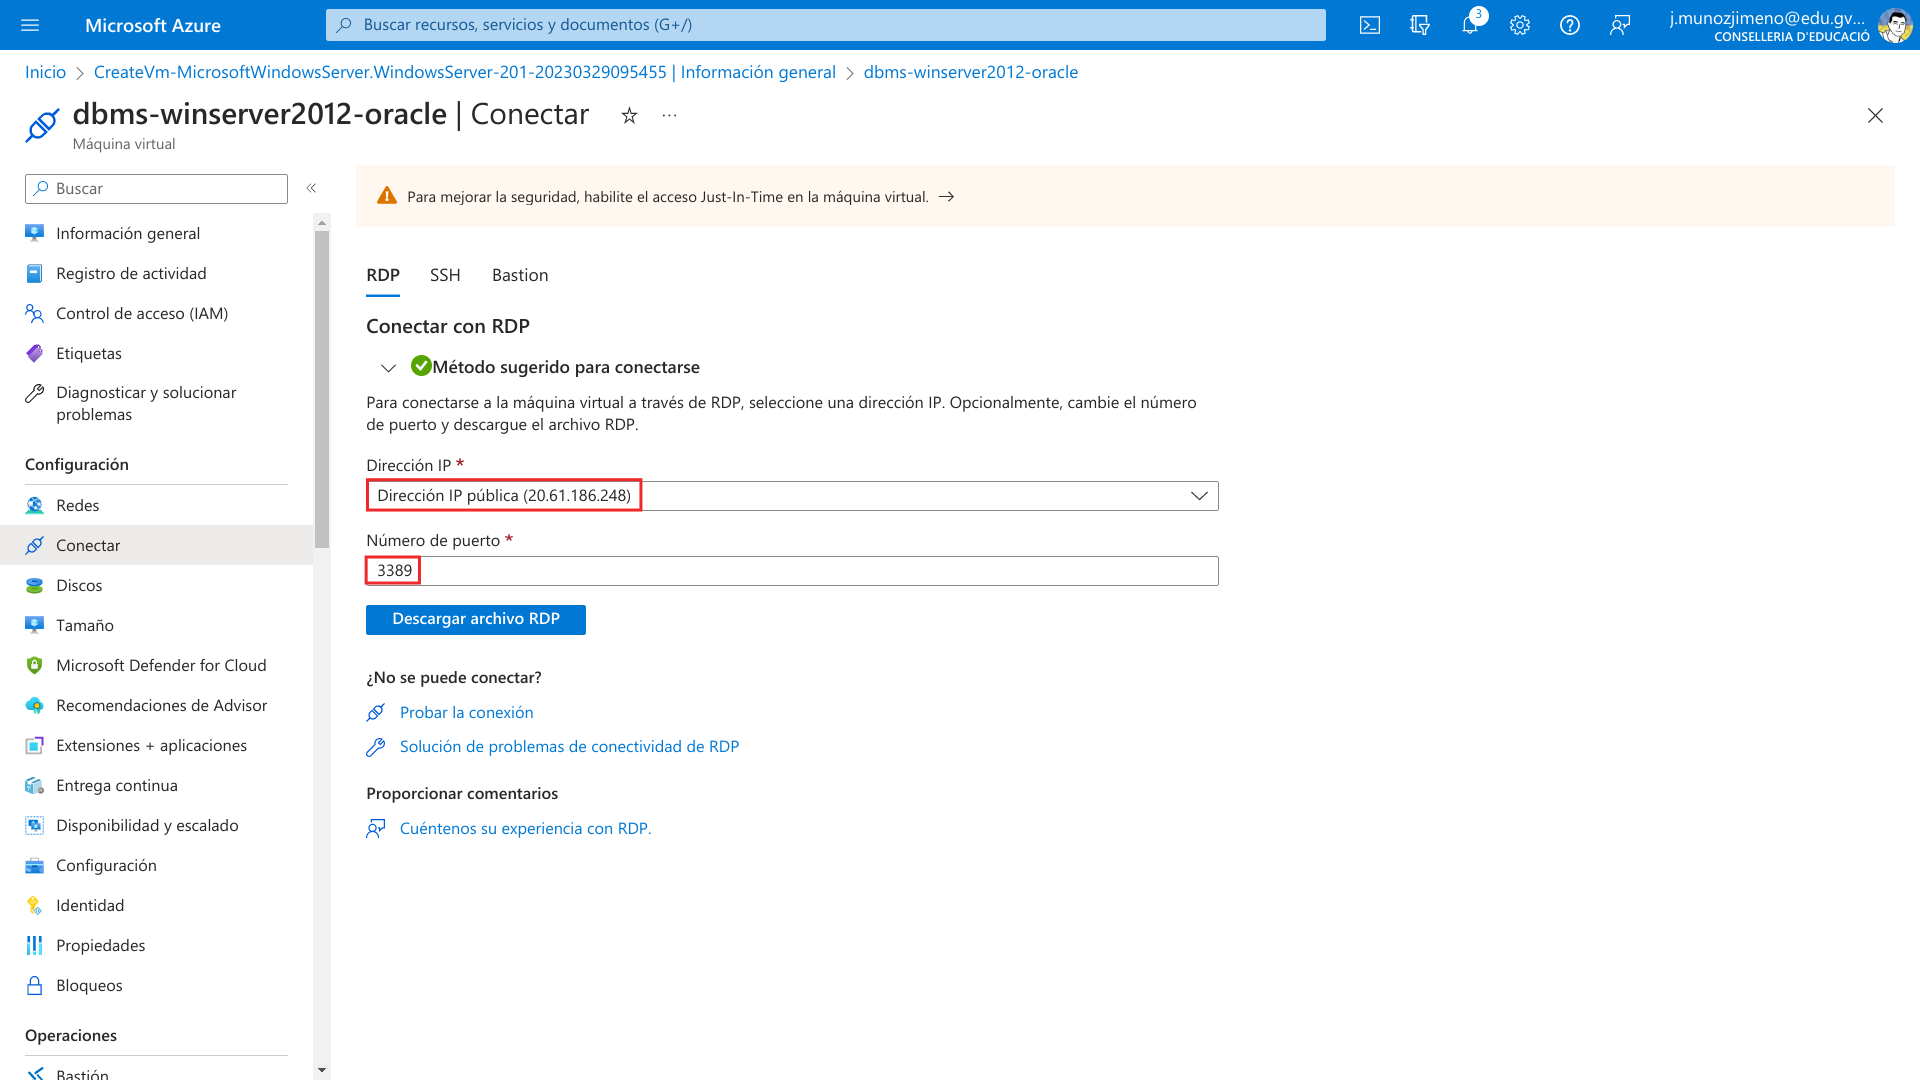 Microsoft Azure
Buscar recursos, servicios y documentos (G+/)
3
j.munozjimeno@edu.gv...
CONSELLERIA D'EDUCACIÓ
Inicio > CreateVm-MicrosoftWindowsServer.WindowsServer-201-20230329095455 | Información general > dbms-winserver2012-oracle
dbms-winserver2012-oracle | Conectar
Máquina virtual
Buscar
Información general
Registro de actividad
Control de acceso (IAM)
Etiquetas
Diagnosticar y solucionar
problemas
Configuración
Redes
Conectar
Discos
Tamaño
Microsoft Defender for Cloud
Recomendaciones de Advisor
Extensiones + aplicaciones
Entrega continua
Disponibilidad y escalado
Configuración
Identidad
Propiedades
Bloqueos
Operaciones
Bastión
Para mejorar la seguridad, habilite el acceso Just-In-Time en la máquina virtual. →
RDP SSH Bastion
Conectar con RDP
Método sugerido para conectarse
Para conectarse a la máquina virtual a través de RDP, seleccione una dirección IP. Opcionalmente, cambie el número
de puerto y descargue el archivo RDP.
Dirección IP *
Dirección IP pública (20.61.186.248)
Número de puerto *
3389
Descargar archivo RDP
¿No se puede conectar?
Probar la conexión
Solución de problemas de conectividad de RDP
Proporcionar comentarios
Cuéntenos su experiencia con RDP.